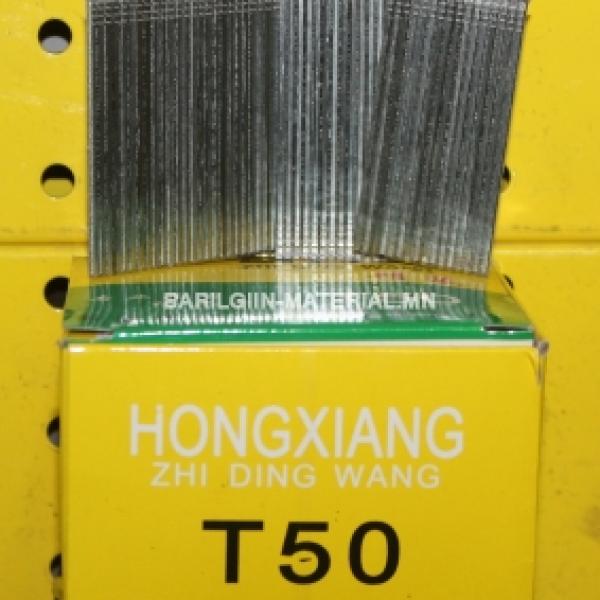 BARILGIIN-MATERIAL.MN
HONGXIANG
ZHI DING WANG
T50